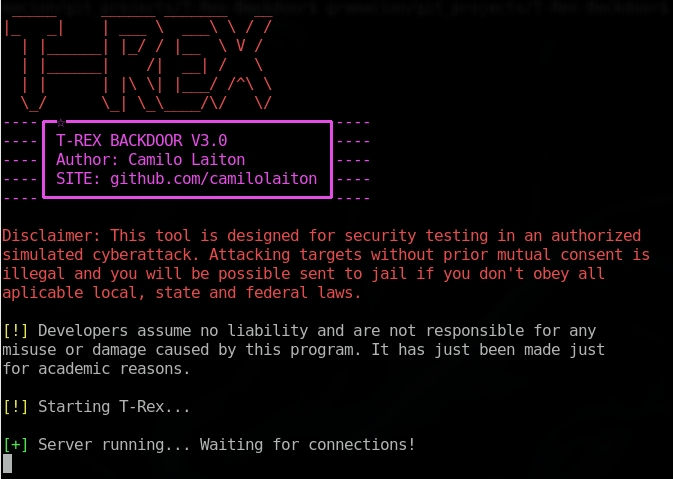 T-REX
T-REX BACKDOOR V3.0
Author: Camilo Laiton
SITE: github.com/camilolaiton
Disclaimer: This tool is designed for security testing in an authorized
simulated cyberattack. Attacking targets without prior mutual consent is
illegal and you will be possible sent to jail if you don't obey all
aplicable local, state and federal laws.
[!] Developers assume no liability and are not responsible for any
misuse or damage caused by this program. It has just been made just
for academic reasons.
[!] Starting T-Rex...
[+] Server running... Waiting for connections!